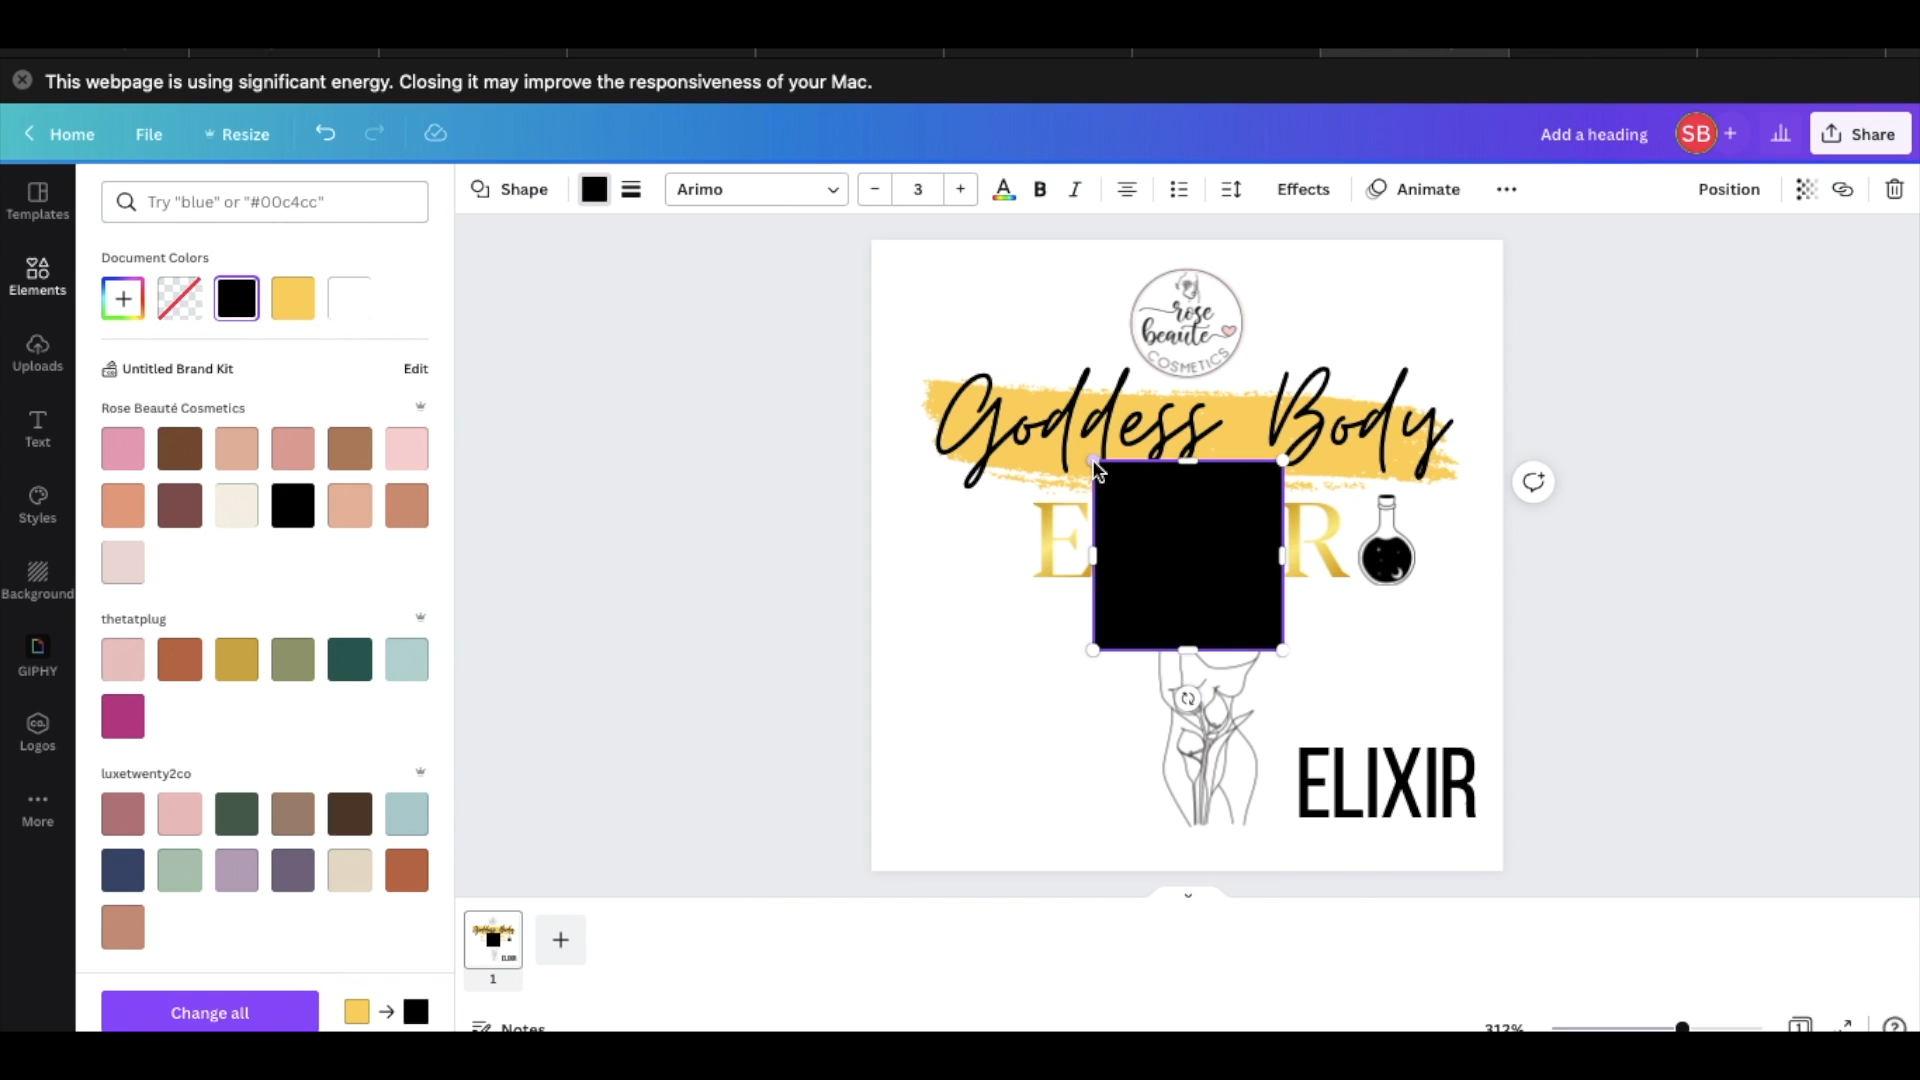 This webpage is using significant energy. Closing it may improve the responsiveness of your Mac.
Home File Resize
Add a heading SB + Share
Templates
Elements
Uploads
Text
Styles
Background
GIPHY
CO.
Logos
More
Try "blue" or "#00c4cc"
Document Colors
Untitled Brand Kit Edit
Rose Beauté Cosmetics
thetatplug
luxetwenty2co
Change all
Shape Arimo − 3 + A B I Effects Animate Position
rose
beauté
COSMETICS
Goddess Body
E R
ELIXIR
1
Notes
312%
1
?